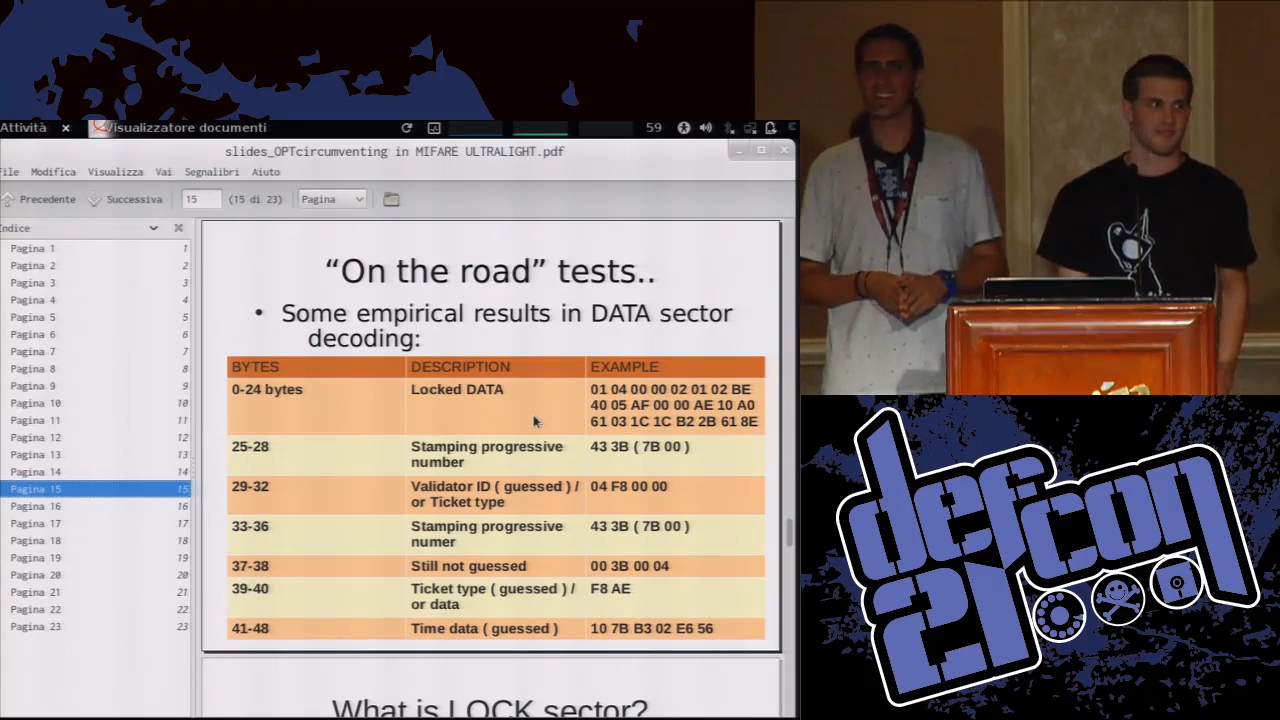 Attività
Visualizzatore documenti
59
slides_OPTcircumventing in MIFARE ULTRALIGHT.pdf
File Modifica Visualizza Vai Segnalibri Aiuto
Precedente Successiva 15 (15 di 23) Pagina
Indice
Pagina 1 1
Pagina 2 2
Pagina 3 3
Pagina 4 4
Pagina 5 5
Pagina 6 6
Pagina 7 7
Pagina 8 8
Pagina 9 9
Pagina 10 10
Pagina 11 11
Pagina 12 12
Pagina 13 13
Pagina 14 14
Pagina 15 15
Pagina 16 16
Pagina 17 17
Pagina 18 18
Pagina 19 19
Pagina 20 20
Pagina 21 21
Pagina 22 22
Pagina 23 23
“On the road” tests..
• Some empirical results in DATA sector
decoding:
BYTES DESCRIPTION EXAMPLE
0-24 bytes Locked DATA 01 04 00 00 02 01 02 BE
40 05 AF 00 00 AE 10 A0
61 03 1C 1C B2 2B 61 8E
25-28 Stamping progressive 43 3B ( 7B 00 )
number
29-32 Validator ID ( guessed ) / 04 F8 00 00
or Ticket type
33-36 Stamping progressive 43 3B ( 7B 00 )
numer
37-38 Still not guessed 00 3B 00 04
39-40 Ticket type ( guessed ) / F8 AE
or data
41-48 Time data ( guessed ) 10 7B B3 02 E6 56
What is LOCK sector?
defcon
21